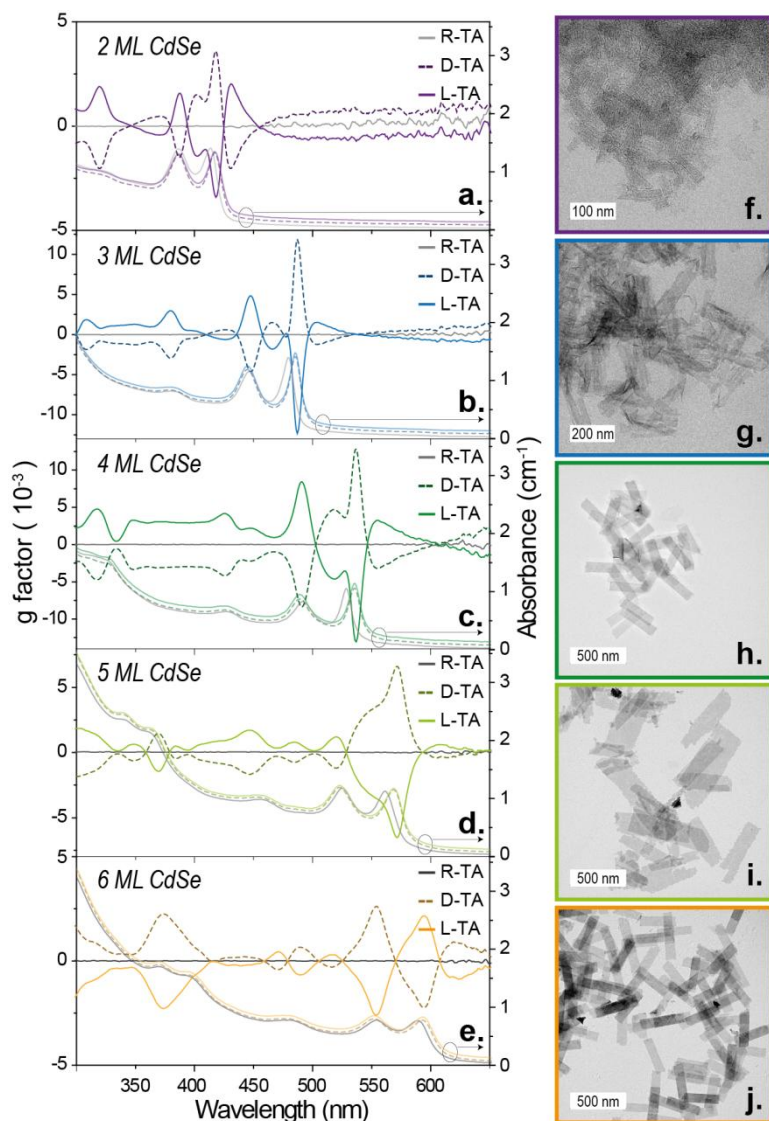 g factor ( 10⁻³)
Absorbance (cm⁻¹)
Wavelength (nm)
2 ML CdSe
R-TA
D-TA
L-TA
5
0
-5
3
2
1
0
a.
3 ML CdSe
R-TA
D-TA
L-TA
10
5
0
-5
-10
3
2
1
0
b.
4 ML CdSe
R-TA
D-TA
L-TA
10
5
0
-5
-10
3
2
1
0
c.
5 ML CdSe
R-TA
D-TA
L-TA
5
0
-5
3
2
1
0
d.
6 ML CdSe
R-TA
D-TA
L-TA
5
0
-5
3
2
1
0
e.
350 400 450 500 550 600
100 nm
f.
200 nm
g.
500 nm
h.
500 nm
i.
500 nm
j.